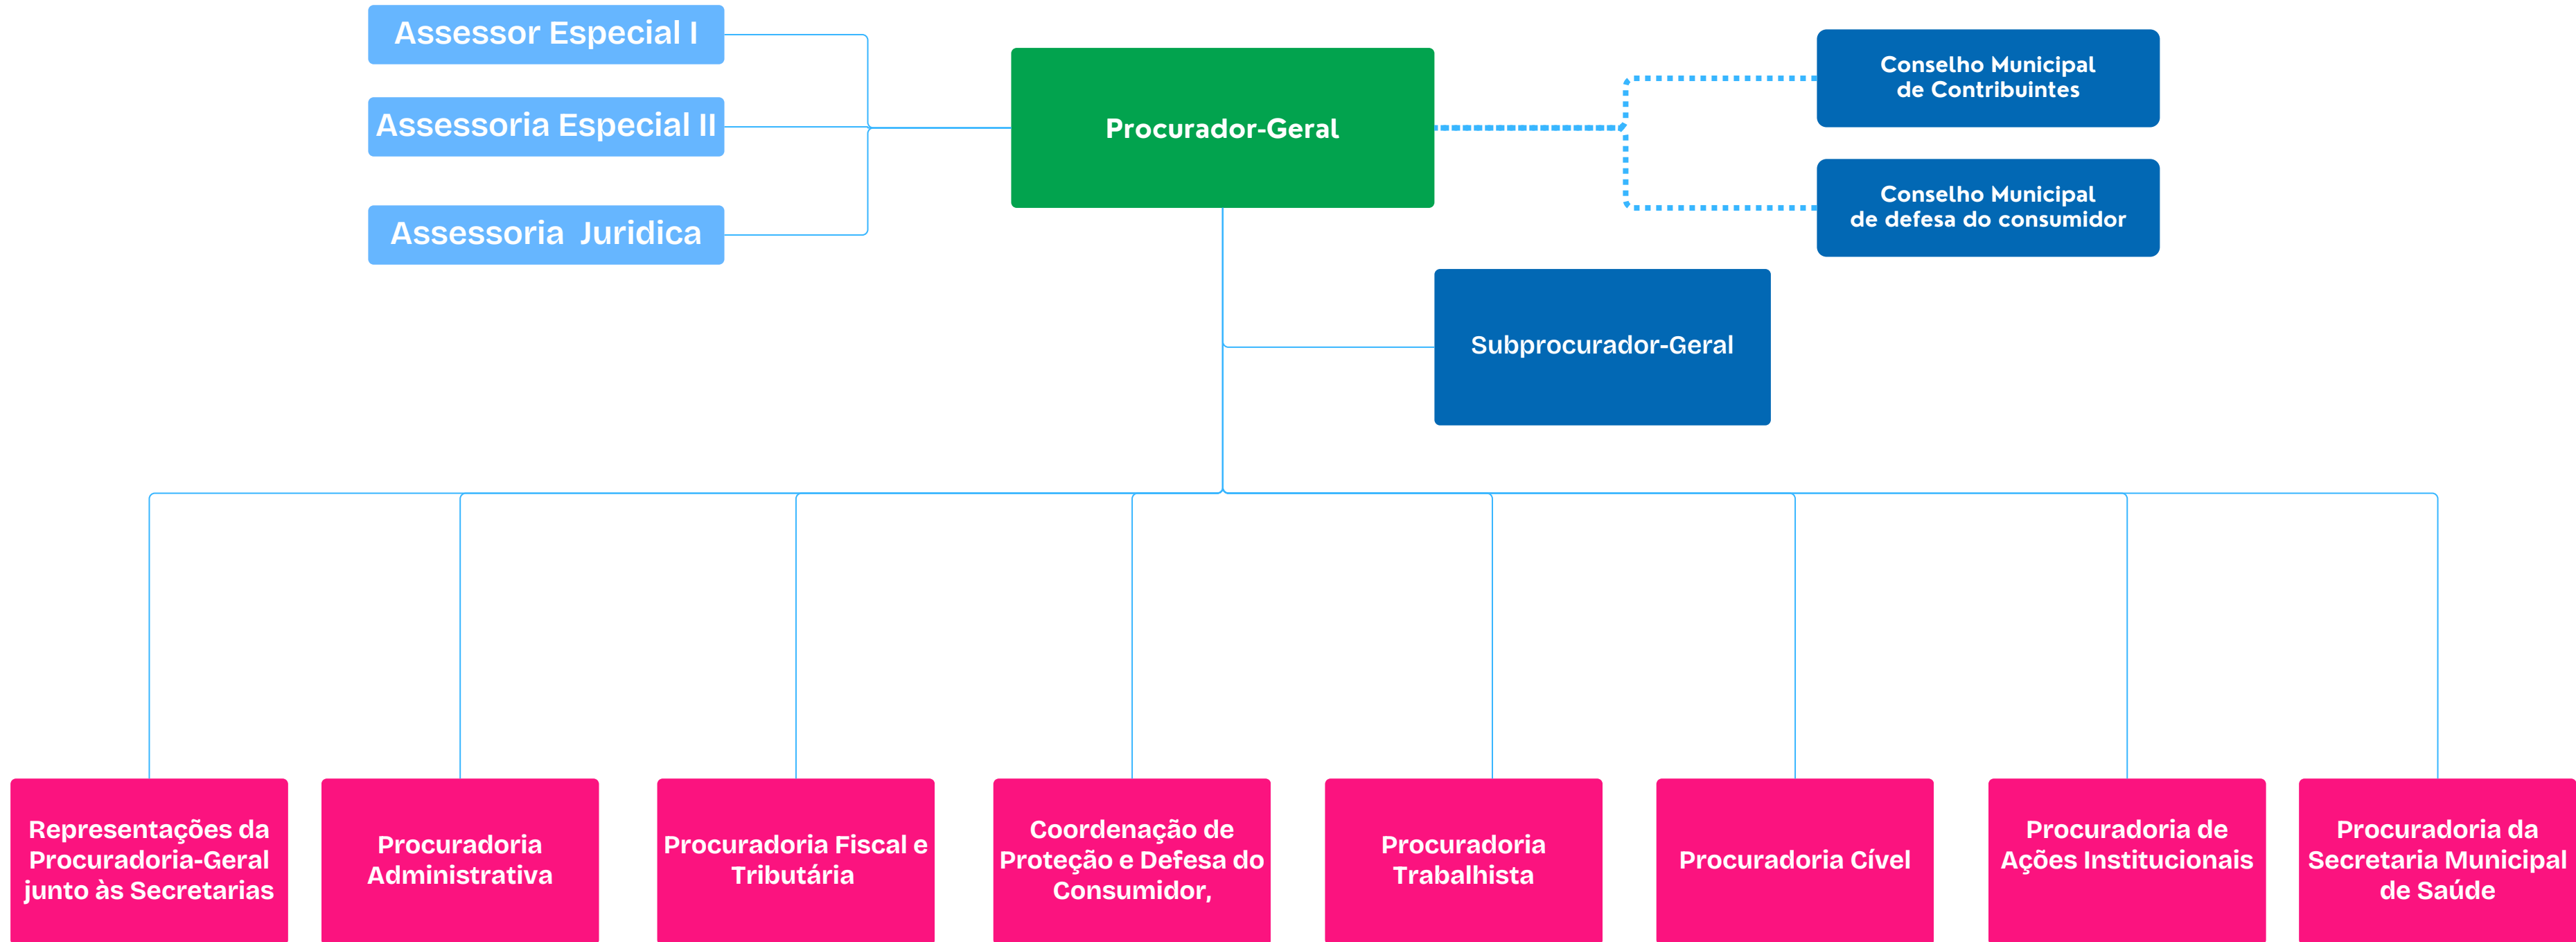 Assessor Especial I
Assessoria Especial II
Assessoria  Juridica
Procurador-Geral
Conselho Municipal
de Contribuintes
Conselho Municipal
de defesa do consumidor
Subprocurador-Geral
Representações da
Procuradoria-Geral
junto às Secretarias
Procuradoria
Administrativa
Procuradoria Fiscal e
Tributária
Coordenação de
Proteção e Defesa do
Consumidor,
Procuradoria
Trabalhista
Procuradoria Cível
Procuradoria de
Ações Institucionais
Procuradoria da
Secretaria Municipal
de Saúde